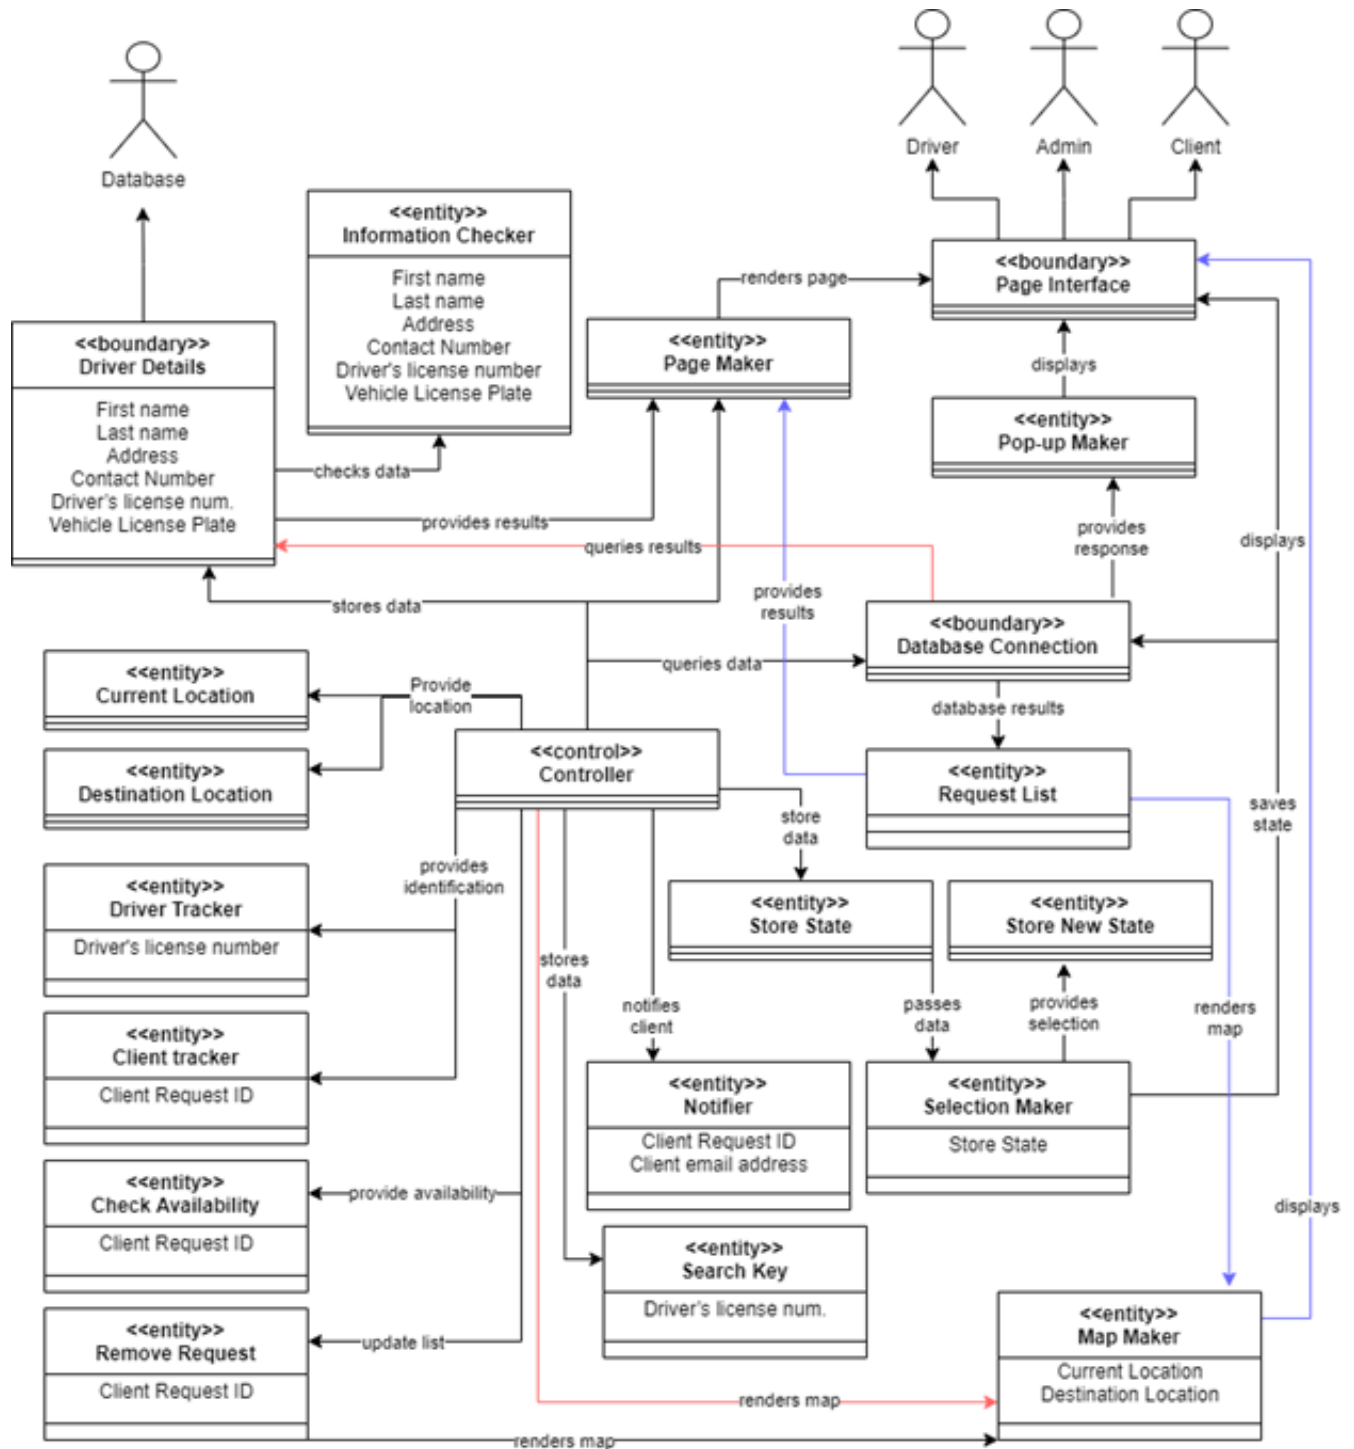 Driver
Admin
Client
Database
<<entity>>
Information Checker
First name
Last name
Address
Contact Number
Driver's license number
Vehicle License Plate
<<boundary>>
Page Interface
renders page
<<boundary>>
Driver Details
First name
Last name
Address
Contact Number
Driver's license num.
Vehicle License Plate
<<entity>>
Page Maker
displays
<<entity>>
Pop-up Maker
checks data
provides results
queries results
provides
response
displays
provides
results
stores data
<<boundary>>
Database Connection
queries data
<<entity>>
Current Location
Provide
location
database results
<<control>>
Controller
<<entity>>
Destination Location
<<entity>>
Request List
store
data
saves
state
provides
identification
<<entity>>
Driver Tracker
Driver's license number
<<entity>>
Store State
<<entity>>
Store New State
stores
data
notifies
client
passes
data
provides
selection
renders
map
<<entity>>
Client tracker
Client Request ID
<<entity>>
Notifier
Client Request ID
Client email address
<<entity>>
Selection Maker
Store State
<<entity>>
Check Availability
Client Request ID
provide availability
displays
<<entity>>
Search Key
Driver's license num.
<<entity>>
Remove Request
Client Request ID
update list
<<entity>>
Map Maker
Current Location
Destination Location
renders map
renders map